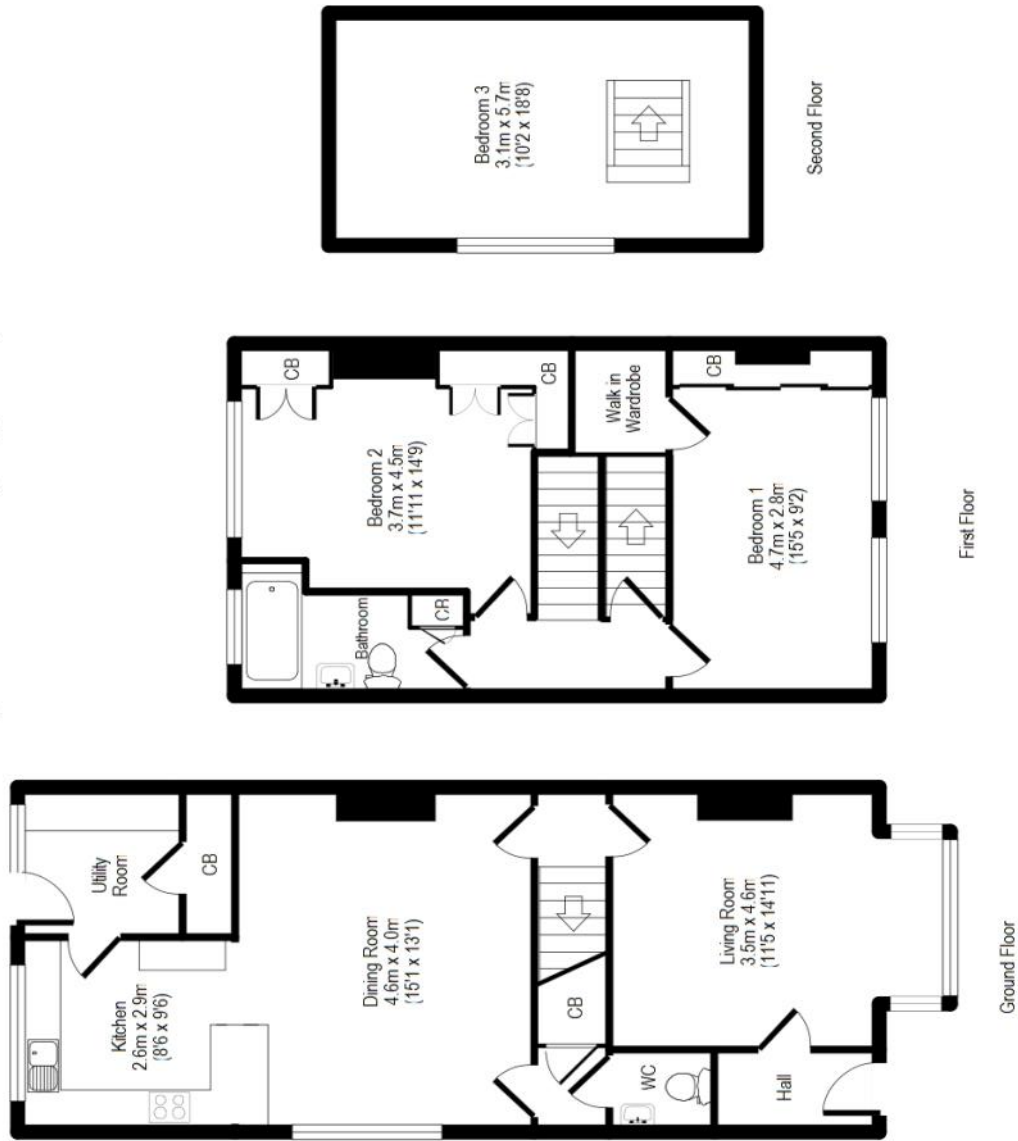 Bedroom 3
3.1m x 5.7m
(10'2 x 18'8)
Second Floor
CB
CB
Walk in
Wardrobe
CB
Bedroom 2
3.7m x 4.5m
(11'11 x 14'9)
Bedroom 1
4.7m x 2.8m
(15'5 x 9'2)
CB
Bathroom
First Floor
Utility
Room
CB
Kitchen
2.6m x 2.9m
(8'6 x 9'6)
Dining Room
4.6m x 4.0m
(15'1 x 13'1)
Living Room
3.5m x 4.6m
(11'5 x 14'11)
CB
WC
Hall
Ground Floor